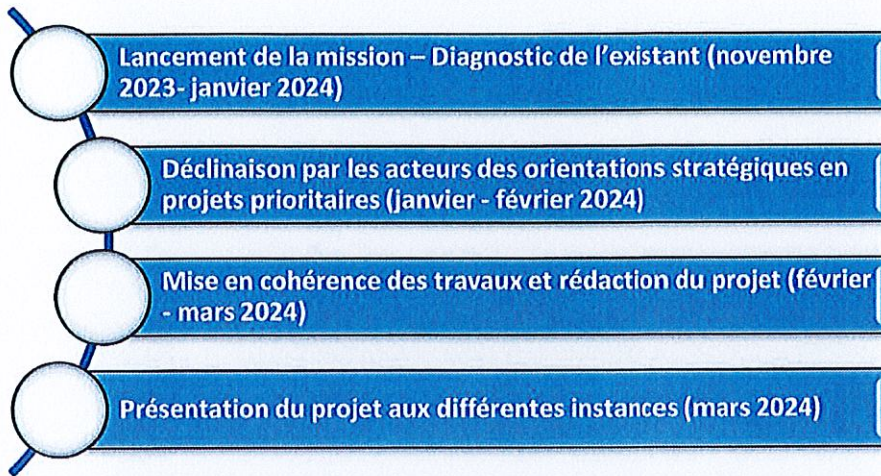 Lancement de la mission – Diagnostic de l'existant (novembre
2023- janvier 2024)
Déclinaison par les acteurs des orientations stratégiques en
projets prioritaires (janvier - février 2024)
Mise en cohérence des travaux et rédaction du projet (février
- mars 2024)
Présentation du projet aux différentes instances (mars 2024)